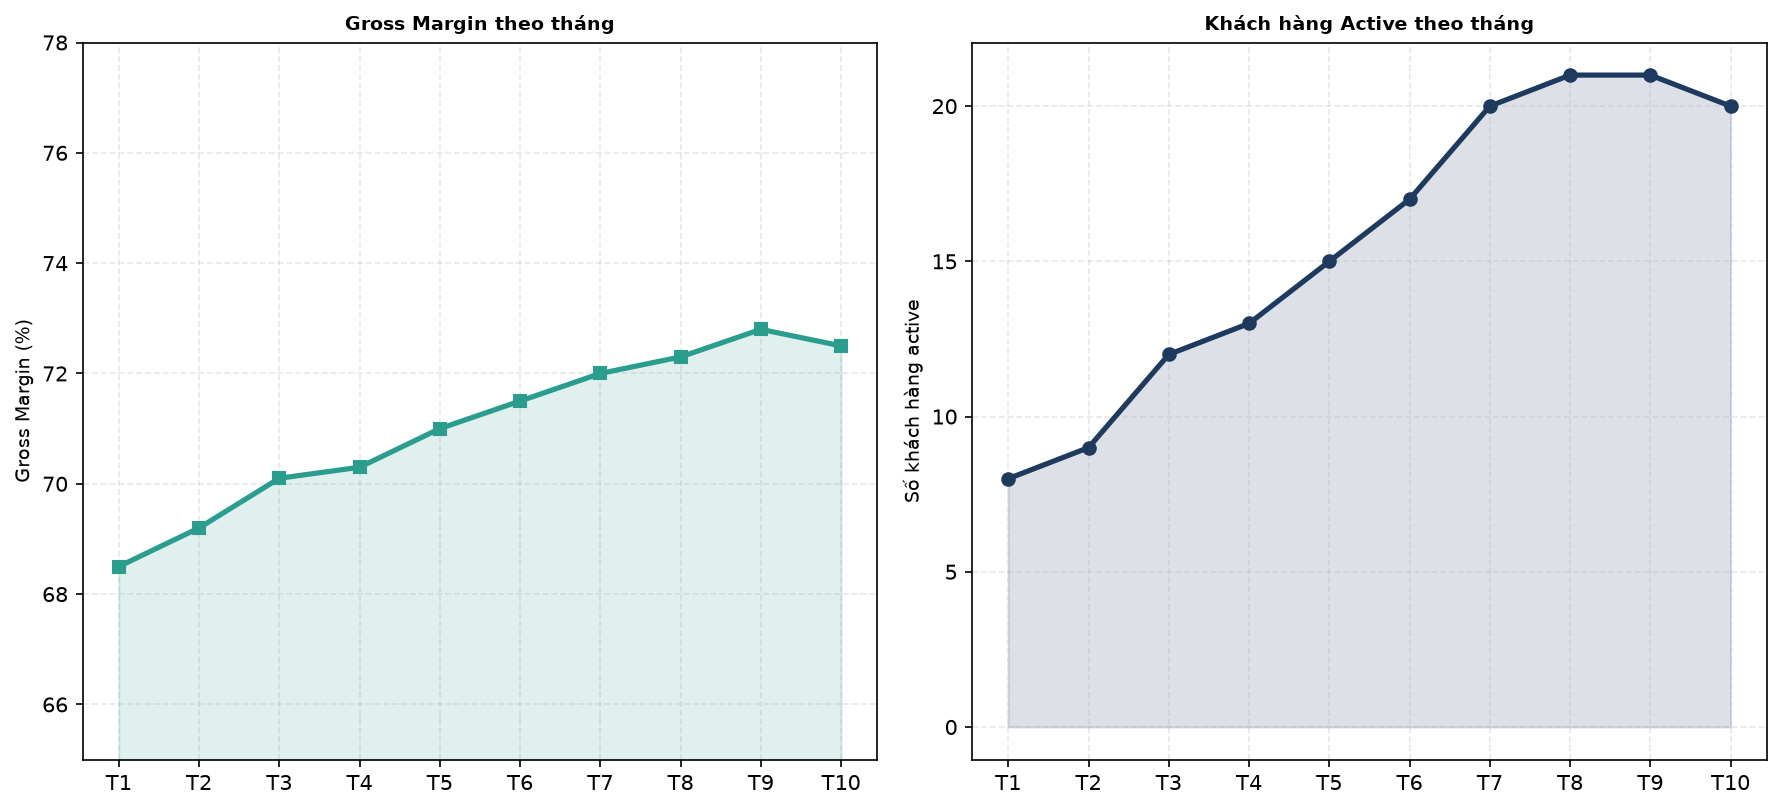 Gross Margin theo tháng
78
76
74
72
70
68
66
Gross Margin (%)
T1 T2 T3 T4 T5 T6 T7 T8 T9 T10
Khách hàng Active theo tháng
20
15
10
5
0
Số khách hàng active
T1 T2 T3 T4 T5 T6 T7 T8 T9 T10